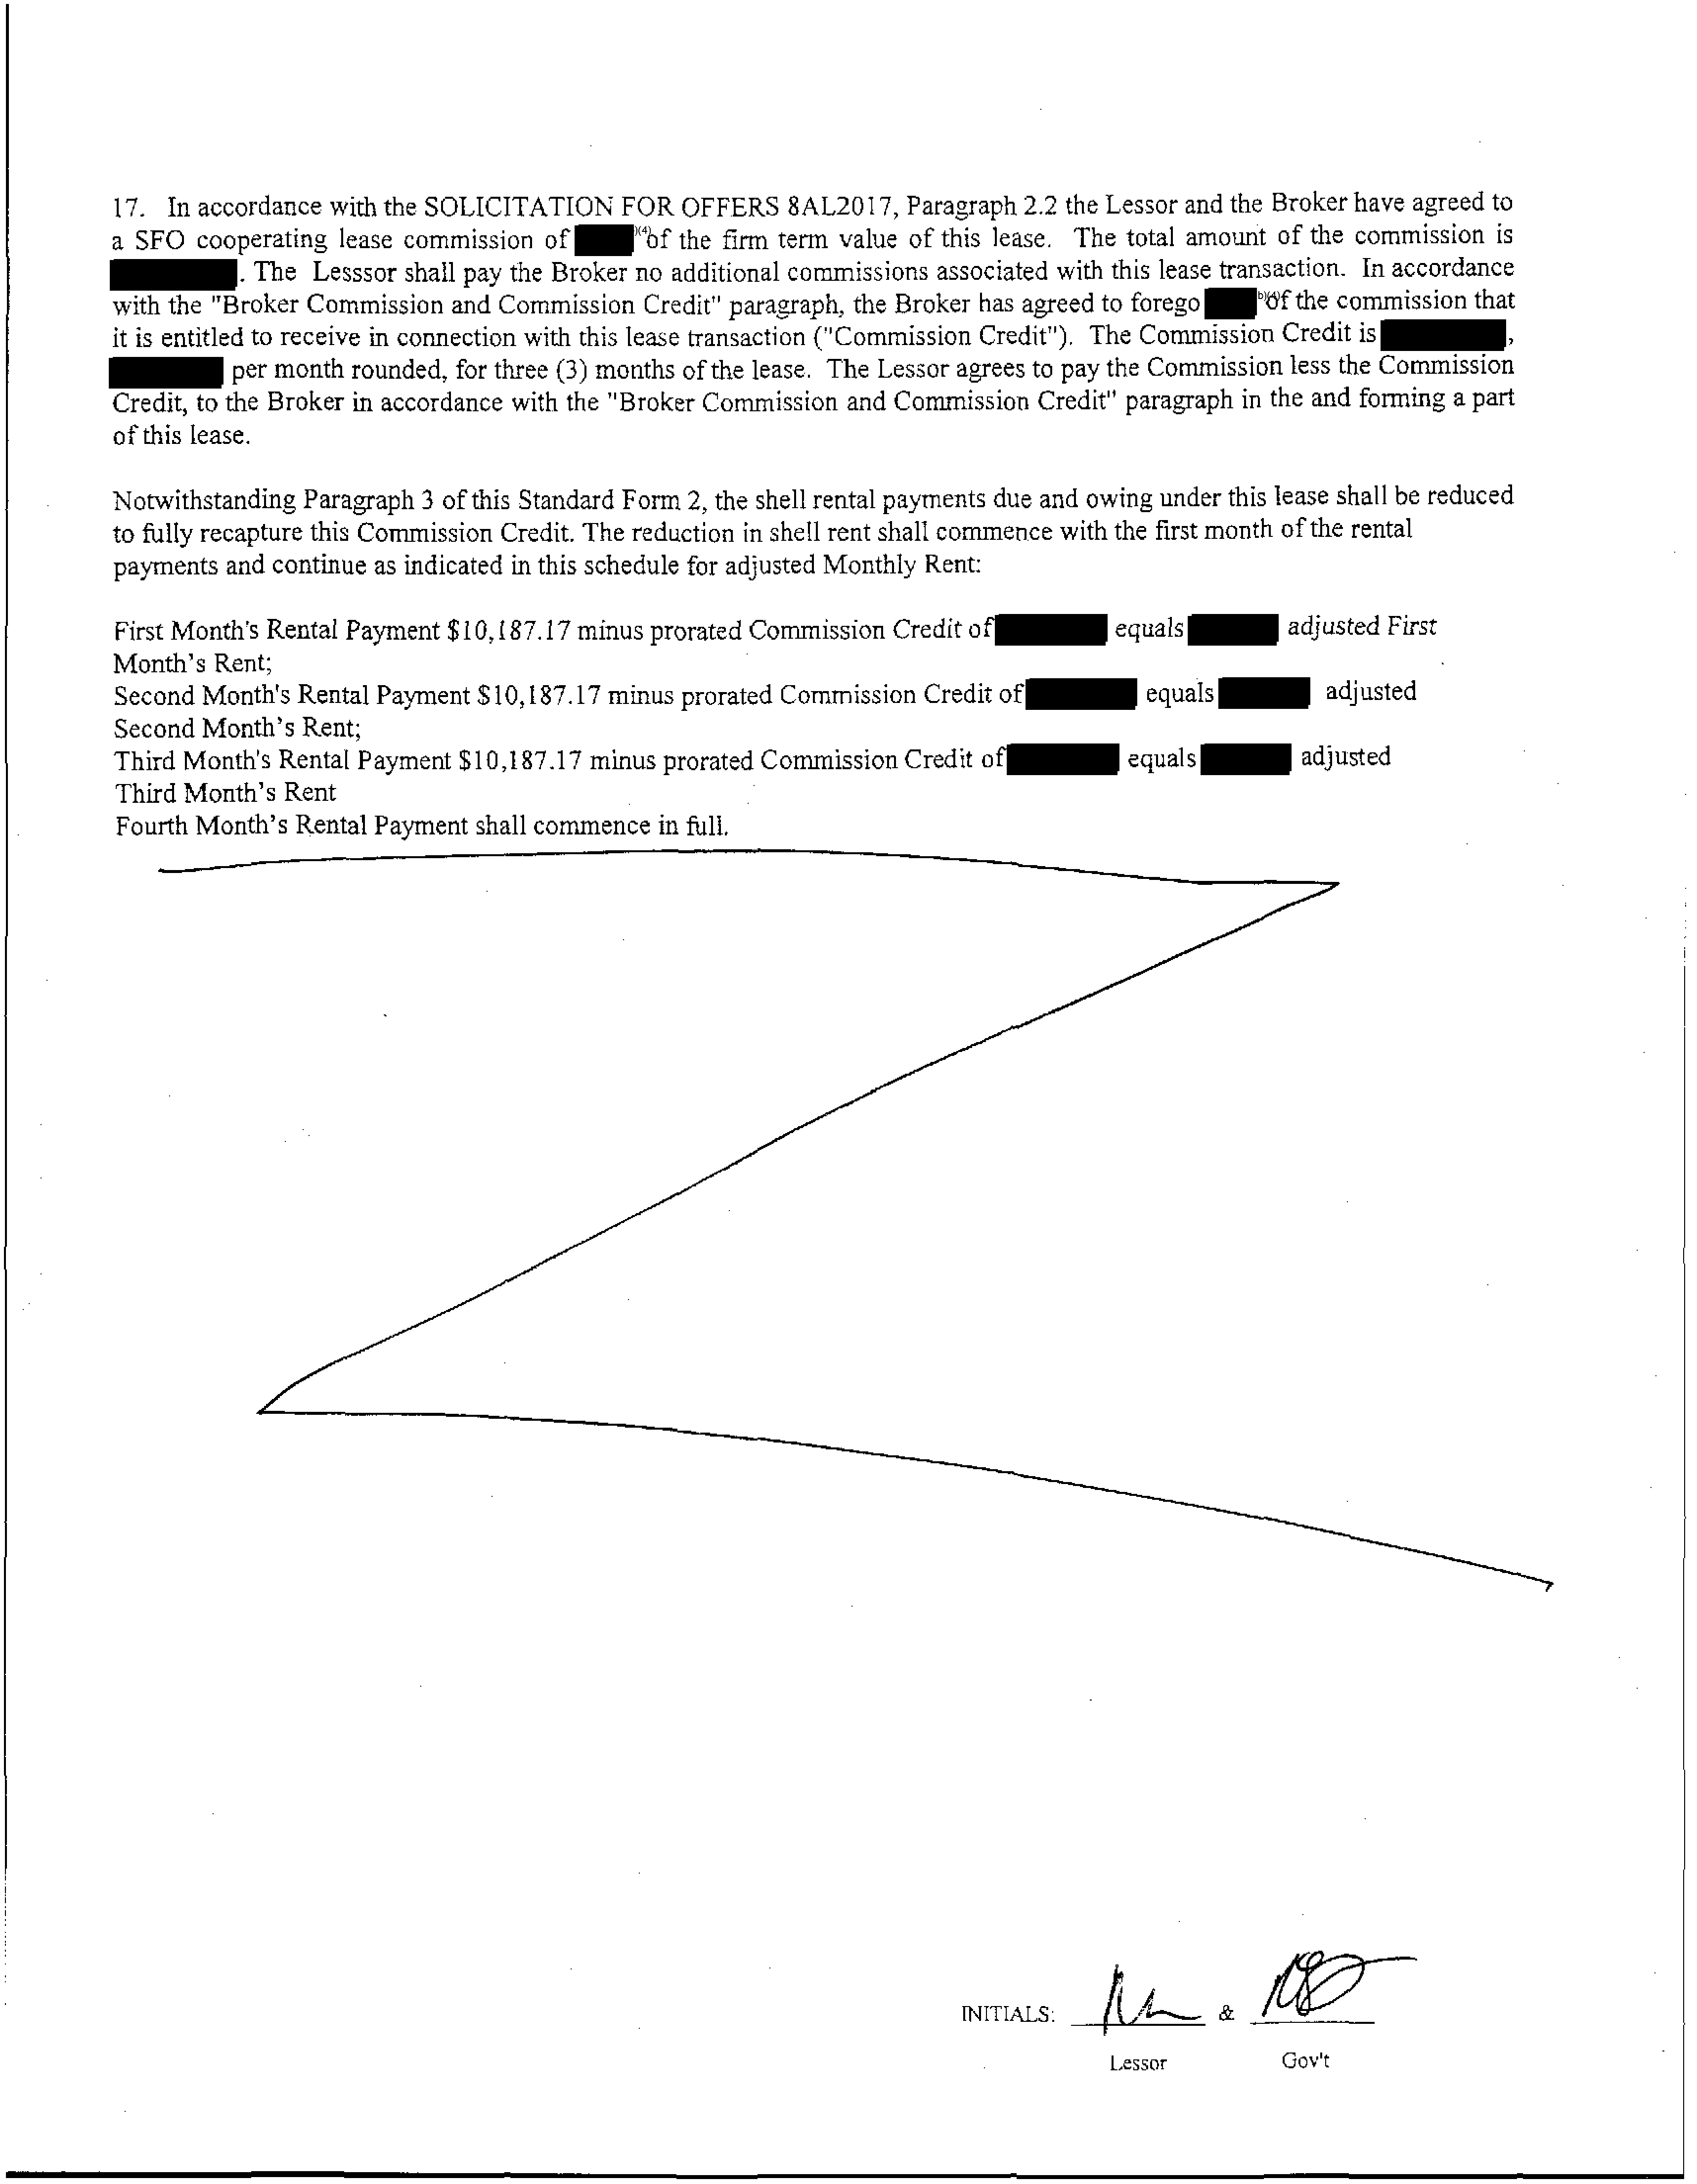 17. In accordance with the SOLICITATION FOR OFFERS 8AL2017, Paragraph 2.2 the Lessor and the Broker have agreed to
a SFO cooperating lease commission of of the firm term value of this lease. The total amount of the commission is
. The Lesssor shall pay the Broker no additional commissions associated with this lease transaction. In accordance
with the "Broker Commission and Commission Credit" paragraph, the Broker has agreed to forego of the commission that
it is entitled to receive in connection with this lease transaction ("Commission Credit"). The Commission Credit is ,
per month rounded, for three (3) months of the lease. The Lessor agrees to pay the Commission less the Commission
Credit, to the Broker in accordance with the "Broker Commission and Commission Credit" paragraph in the and forming a part
of this lease.
Notwithstanding Paragraph 3 of this Standard Form 2, the shell rental payments due and owing under this lease shall be reduced
to fully recapture this Commission Credit. The reduction in shell rent shall commence with the first month of the rental
payments and continue as indicated in this schedule for adjusted Monthly Rent:
First Month's Rental Payment $10,187.17 minus prorated Commission Credit of equals adjusted First
Month's Rent;
Second Month's Rental Payment $10,187.17 minus prorated Commission Credit of equals adjusted
Second Month's Rent;
Third Month's Rental Payment $10,187.17 minus prorated Commission Credit of equals adjusted
Third Month's Rent
Fourth Month's Rental Payment shall commence in full.
INITIALS: &
Lessor Gov't